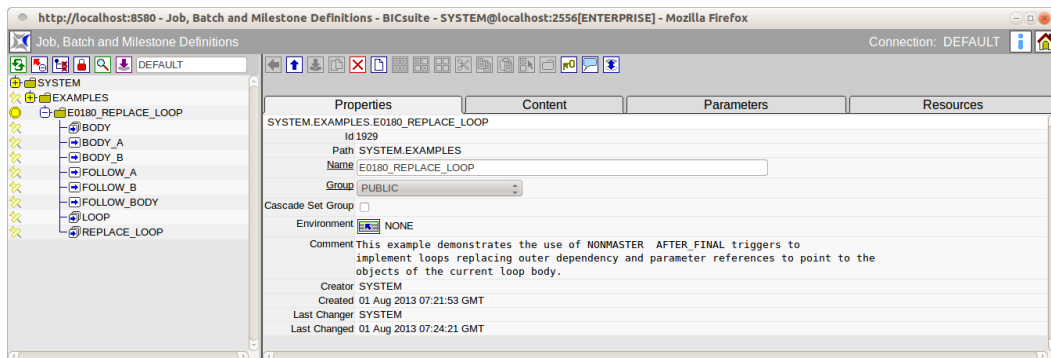 http://localhost:8580 - Job, Batch and Milestone Definitions - BICsuite - SYSTEM@localhost:2556[ENTERPRISE] - Mozilla Firefox
Job, Batch and Milestone Definitions
Connection: DEFAULT
DEFAULT
SYSTEM
EXAMPLES
E0180_REPLACE_LOOP
BODY
BODY_A
BODY_B
FOLLOW_A
FOLLOW_B
FOLLOW_BODY
LOOP
REPLACE_LOOP
Properties Content Parameters Resources
SYSTEM.EXAMPLES.E0180_REPLACE_LOOP
Id 1929
Path SYSTEM.EXAMPLES
Name E0180_REPLACE_LOOP
Group PUBLIC
Cascade Set Group
Environment NONE
Comment This example demonstrates the use of NONMASTER AFTER_FINAL triggers to
implement loops replacing outer dependency and parameter references to point to the
objects of the current loop body.
Creator SYSTEM
Created 01 Aug 2013 07:21:53 GMT
Last Changer SYSTEM
Last Changed 01 Aug 2013 07:24:21 GMT